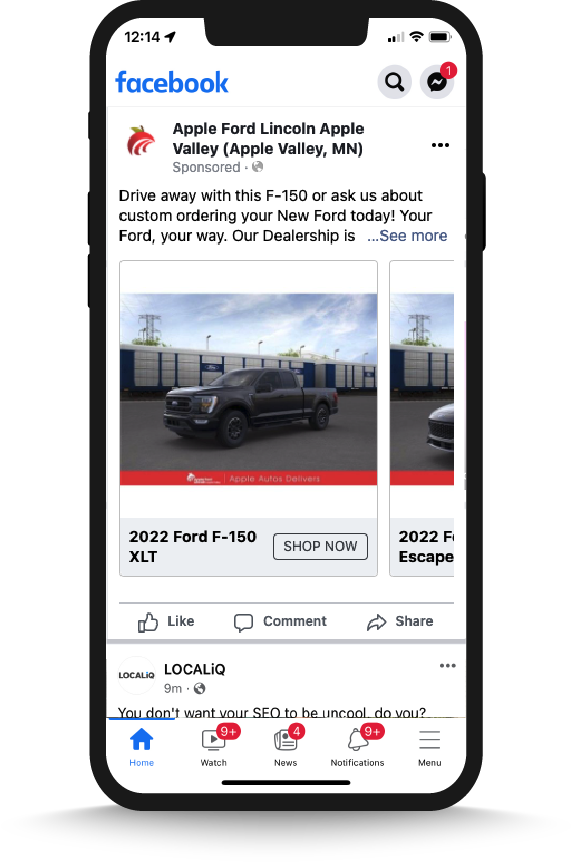 12:14
facebook
1
Apple Ford Lincoln Apple
Valley (Apple Valley, MN)
Sponsored ·
Drive away with this F-150 or ask us about
custom ordering your New Ford today! Your
Ford, your way. Our Dealership is ...See more
Apple Autos Delivers
2022 Ford F-150
XLT
SHOP NOW
2022 F
Escape
Like
Comment
Share
LOCALiQ
LOCALiQ
9m ·
You don't want your SEO to be uncool, do you?
9+
4
9+
Home
Watch
News
Notifications
Menu